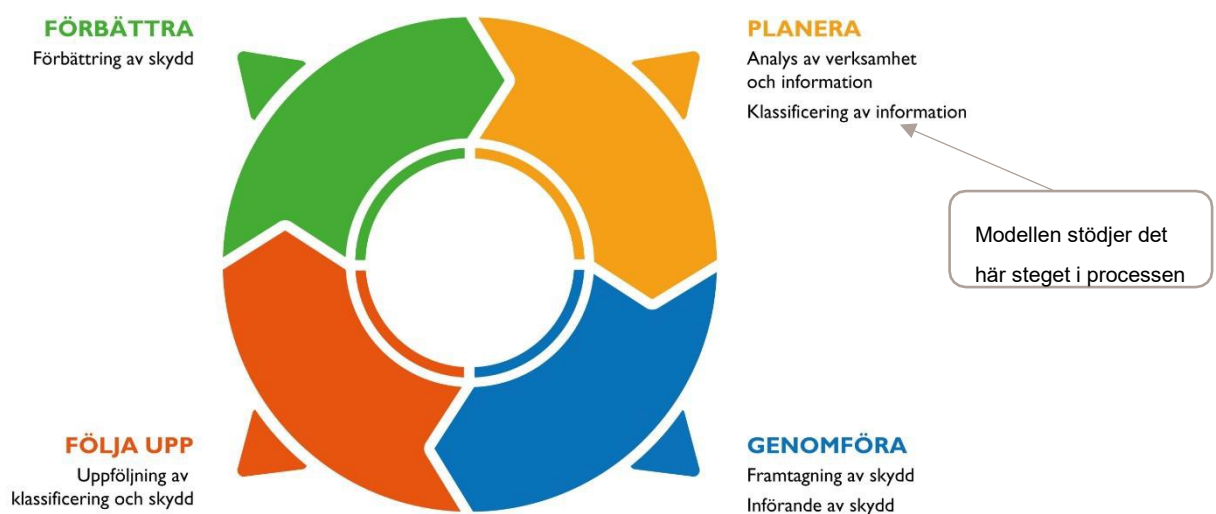 FÖRBÄTTRA
Förbättring av skydd
PLANERA
Analys av verksamhet
och information
Klassificering av information
Modellen stödjer det
här steget i processen
FÖLJA UPP
Uppföljning av
klassificering och skydd
GENOMFÖRA
Framtagning av skydd
Införande av skydd